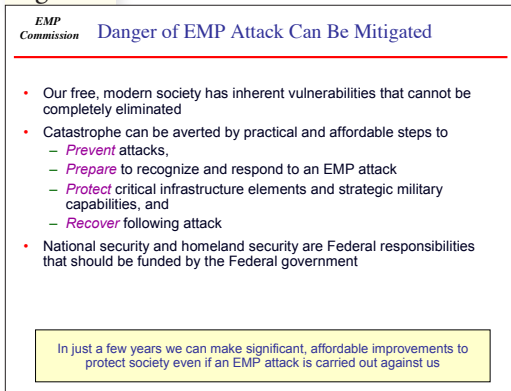 EMP
Commission
Danger of EMP Attack Can Be Mitigated
• Our free, modern society has inherent vulnerabilities that cannot be
completely eliminated
• Catastrophe can be averted by practical and affordable steps to
– Prevent attacks,
– Prepare to recognize and respond to an EMP attack
– Protect critical infrastructure elements and strategic military
capabilities, and
– Recover following attack
• National security and homeland security are Federal responsibilities
that should be funded by the Federal government
In just a few years we can make significant, affordable improvements to
protect society even if an EMP attack is carried out against us